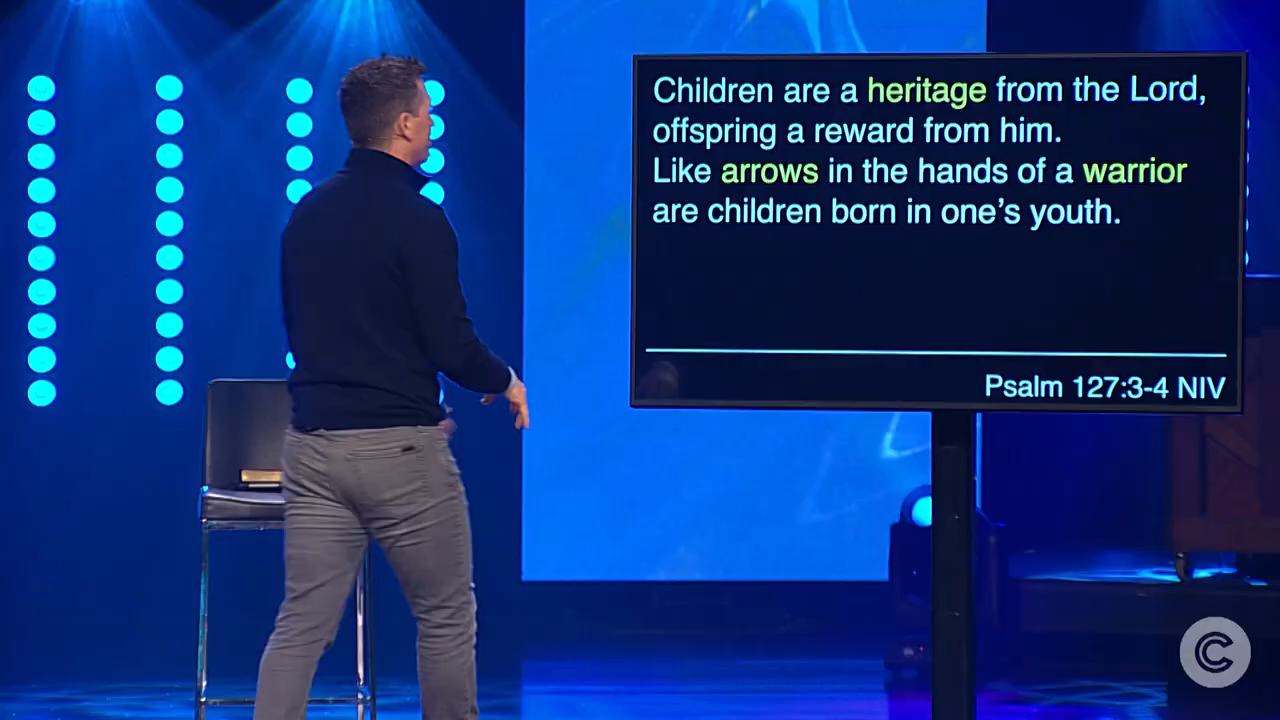 Children are a heritage from the Lord,
offspring a reward from him.
Like arrows in the hands of a warrior
are children born in one’s youth.
Psalm 127:3-4 NIV